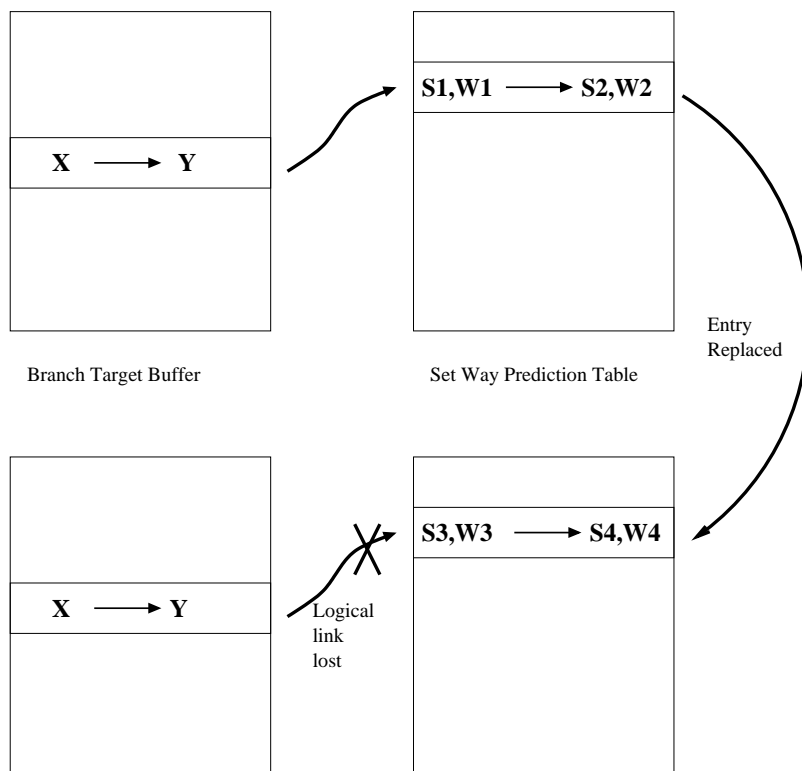 S1,W1 S2,W2
X Y
Entry
Replaced
Branch Target Buffer
Set Way Prediction Table
S3,W3 S4,W4
X Y
Logical
link
lost